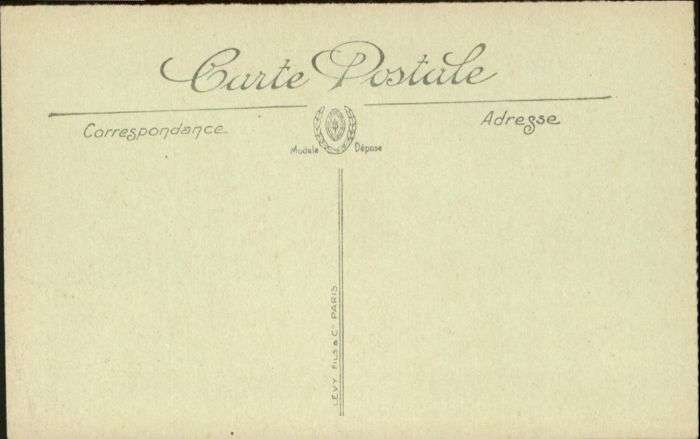 Carte Postale
Correspondance
Adresse
Modèle Déposé
LEVY FILS & Cie PARIS